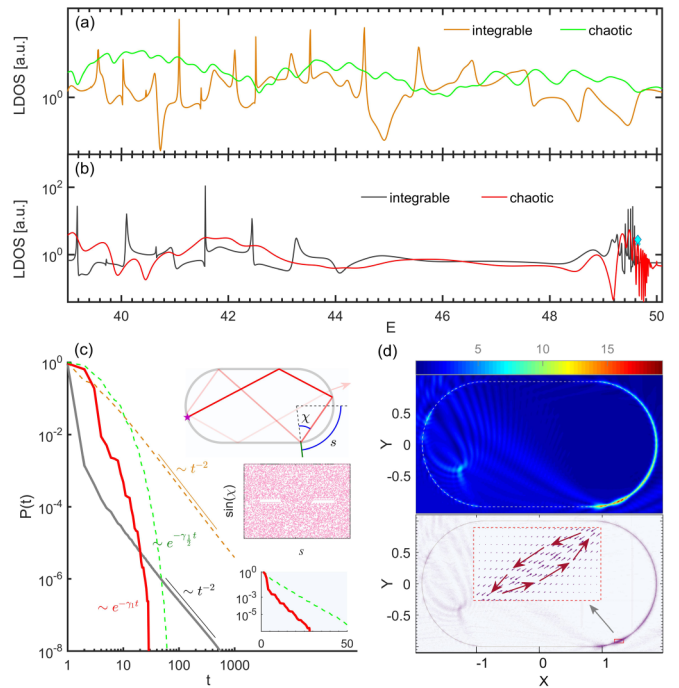 (a)
integrable
chaotic
LDOS [a.u.]
10^0
(b)
integrable
chaotic
LDOS [a.u.]
10^2
10^0
40
42
44
46
48
50
E
(c)
10^0
10^-2
10^-4
10^-6
10^-8
P(t)
1
10
100
1000
t
~ t^-2
~ e^{-γ_{\frac{1}{2}}t}
~ t^-2
~ e^{-γ_1t}
χ
s
sin(χ)
s
10^0
10^-3
10^-5
0
50
(d)
5
10
15
0.5
0
-0.5
Y
0.5
0
-0.5
Y
-1
0
1
X